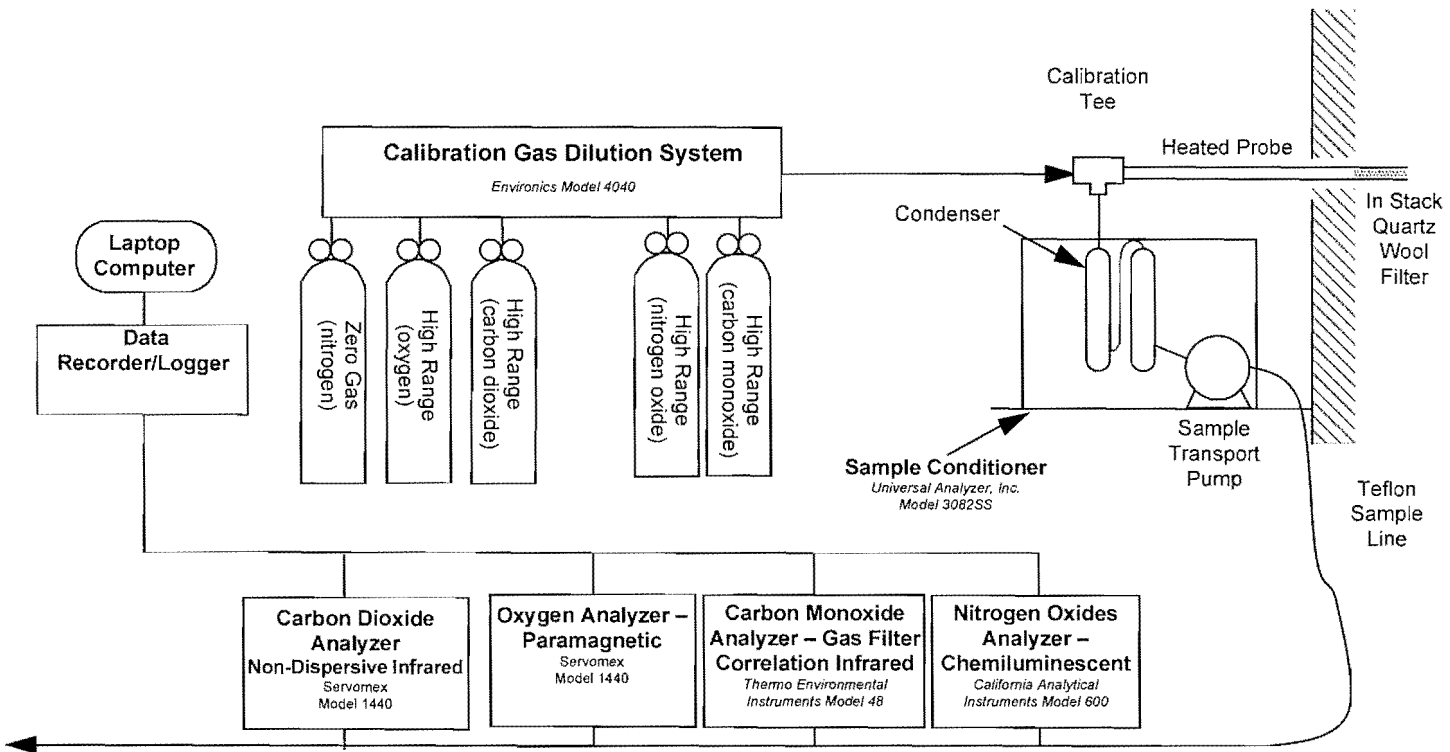 Calibration
Tee
Heated Probe
Calibration Gas Dilution System
Environics Model 4040
Condenser
In Stack
Quartz
Wool
Filter
Laptop
Computer
Data
Recorder/Logger
Zero Gas
(nitrogen)
High Range
(oxygen)
High Range
(carbon dioxide)
High Range
(nitrogen oxide)
High Range
(carbon monoxide)
Sample Conditioner
Universal Analyzer, Inc.
Model 3082SS
Sample
Transport
Pump
Teflon
Sample
Line
Carbon Dioxide
Analyzer
Non-Dispersive Infrared
Servomex
Model 1440
Oxygen Analyzer –
Paramagnetic
Servomex
Model 1440
Carbon Monoxide
Analyzer – Gas Filter
Correlation Infrared
Thermo Environmental
Instruments Model 48
Nitrogen Oxides
Analyzer –
Chemiluminescent
California Analytical
Instruments Model 600